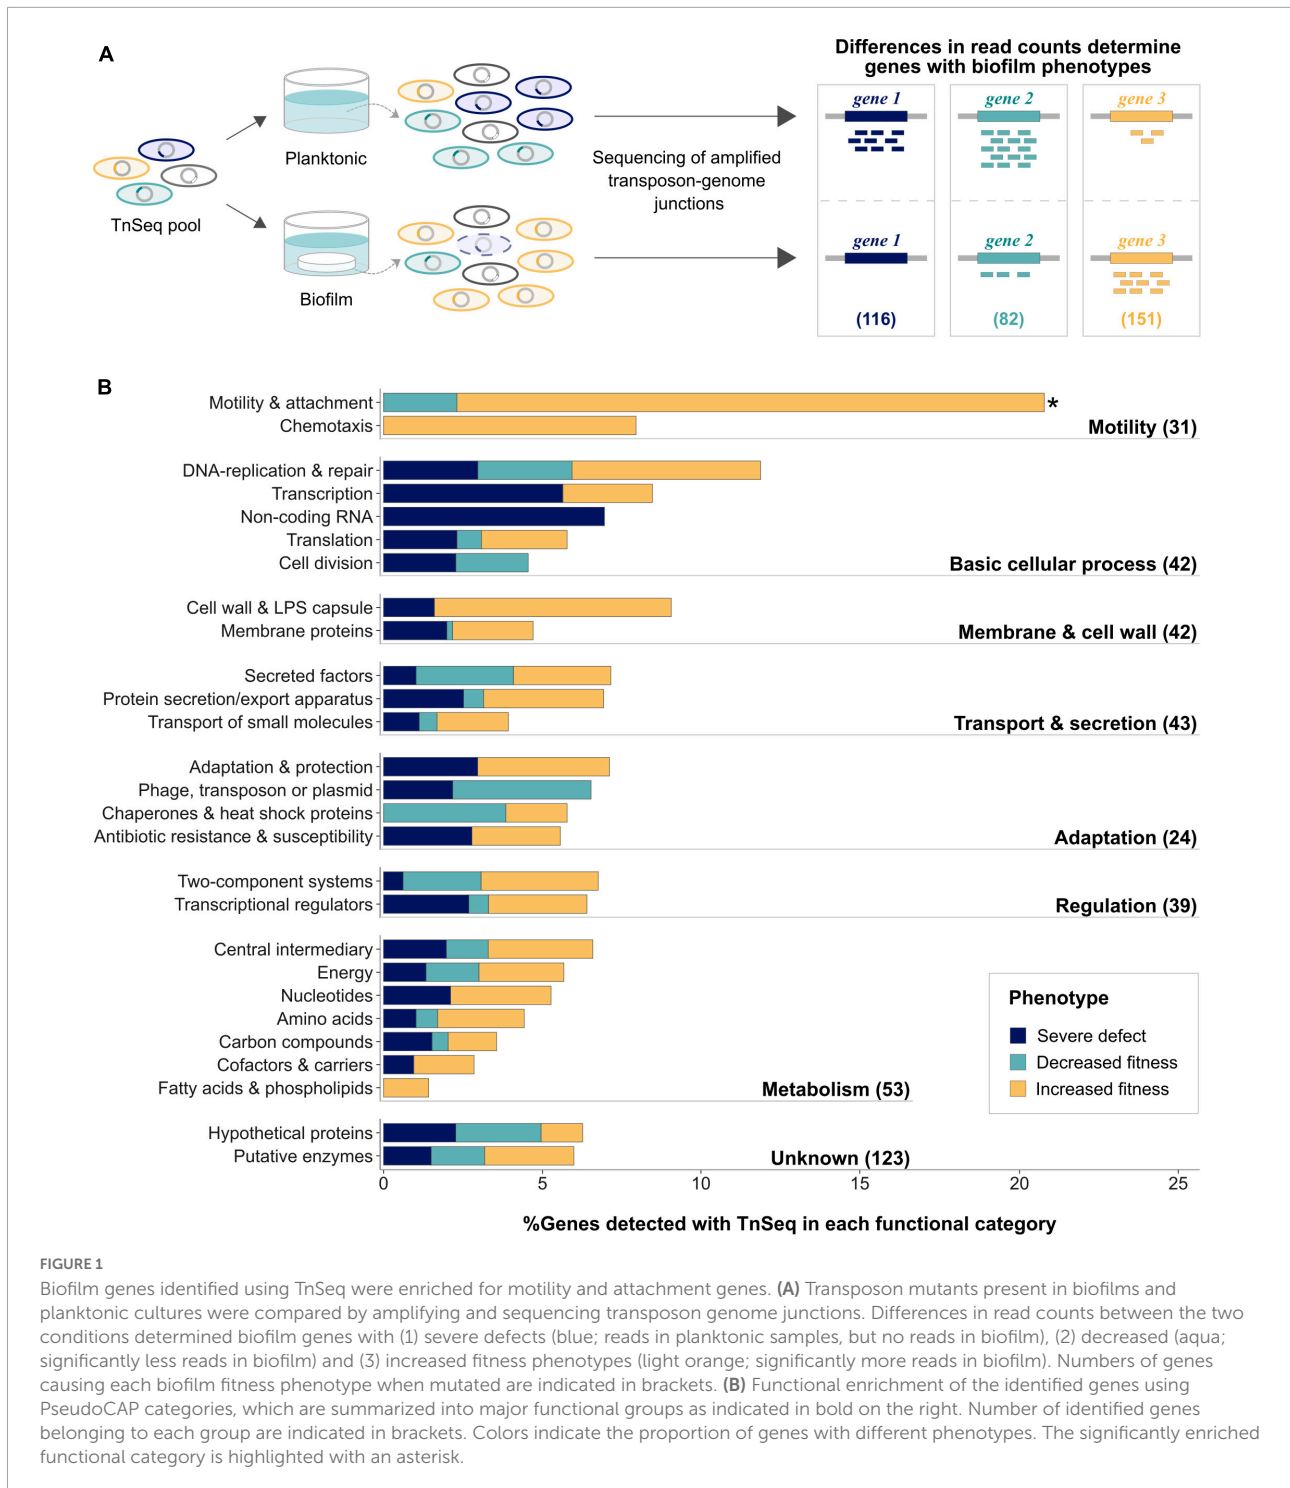 A
Differences in read counts determine
genes with biofilm phenotypes
TnSeq pool
Planktonic
Biofilm
Sequencing of amplified
transposon-genome
junctions
gene 1
gene 2
gene 3
gene 1
gene 2
gene 3
(116)
(82)
(151)
B
Motility & attachment
*
Chemotaxis
Motility (31)
DNA-replication & repair
Transcription
Non-coding RNA
Translation
Cell division
Basic cellular process (42)
Cell wall & LPS capsule
Membrane proteins
Membrane & cell wall (42)
Secreted factors
Protein secretion/export apparatus
Transport of small molecules
Transport & secretion (43)
Adaptation & protection
Phage, transposon or plasmid
Chaperones & heat shock proteins
Antibiotic resistance & susceptibility
Adaptation (24)
Two-component systems
Transcriptional regulators
Regulation (39)
Central intermediary
Energy
Nucleotides
Amino acids
Carbon compounds
Cofactors & carriers
Fatty acids & phospholipids
Metabolism (53)
Phenotype
Severe defect
Decreased fitness
Increased fitness
Hypothetical proteins
Putative enzymes
Unknown (123)
0 5 10 15 20 25
%Genes detected with TnSeq in each functional category
FIGURE 1
Biofilm genes identified using TnSeq were enriched for motility and attachment genes. (A) Transposon mutants present in biofilms and
planktonic cultures were compared by amplifying and sequencing transposon genome junctions. Differences in read counts between the two
conditions determined biofilm genes with (1) severe defects (blue; reads in planktonic samples, but no reads in biofilm), (2) decreased (aqua;
significantly less reads in biofilm) and (3) increased fitness phenotypes (light orange; significantly more reads in biofilm). Numbers of genes
causing each biofilm fitness phenotype when mutated are indicated in brackets. (B) Functional enrichment of the identified genes using
PseudoCAP categories, which are summarized into major functional groups as indicated in bold on the right. Number of identified genes
belonging to each group are indicated in brackets. Colors indicate the proportion of genes with different phenotypes. The significantly enriched
functional category is highlighted with an asterisk.